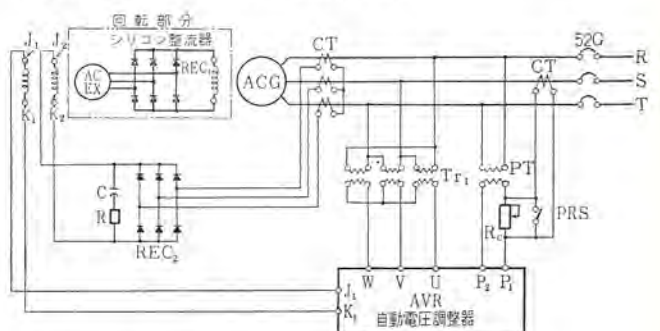 回転部分
シリコン整流器
J₁
J₂
K₁
K₂
AC
EX
REC₁
ACG
CT
52G
R
S
T
CT
C
R
REC₂
Tr₁
PT
Rc
PRS
W
V
U
P₂
P₁
J₁
K₁
AVR
自動電圧調整器